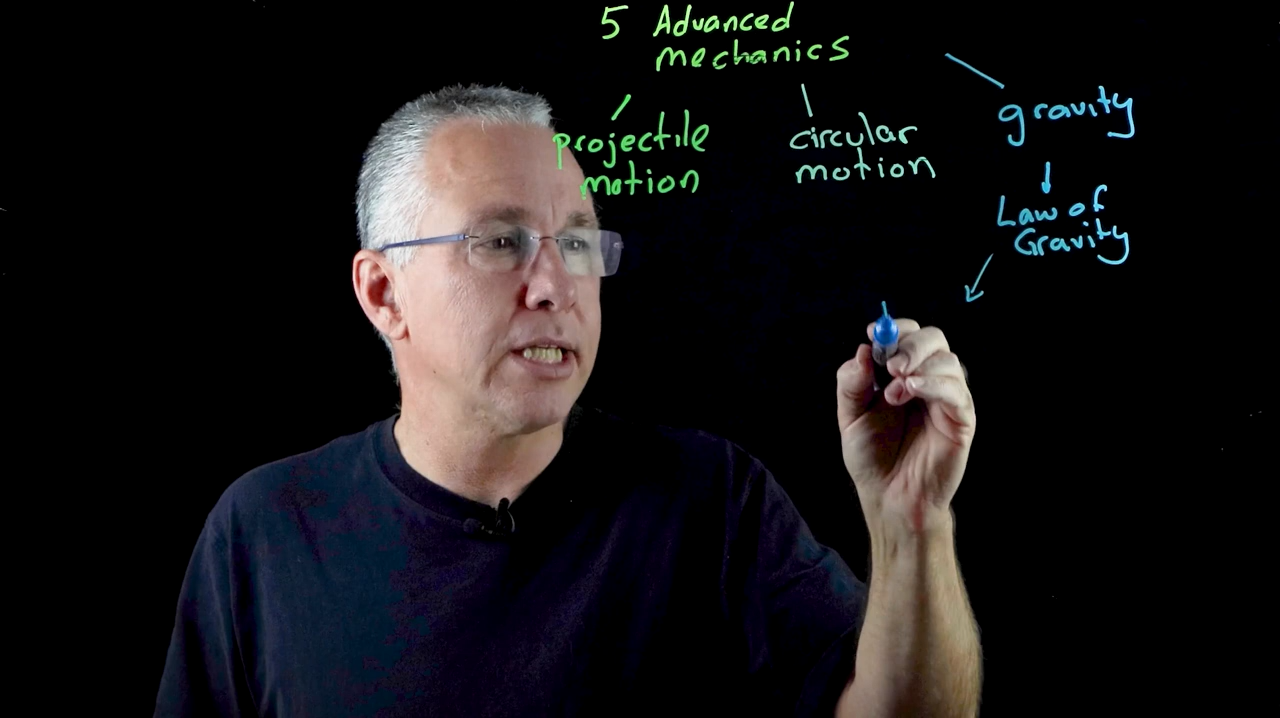 5 Advanced
mechanics
projectile
motion
circular
motion
gravity
Law of
Gravity